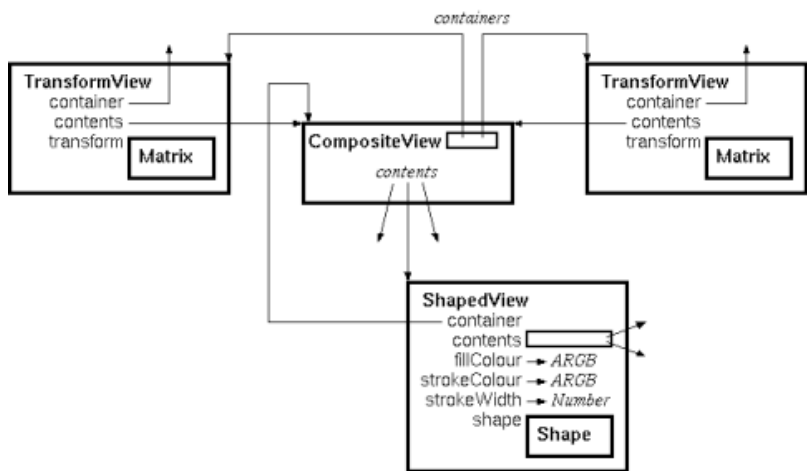 containers
TransformView
container
contents
transform
Matrix
CompositeView
contents
TransformView
container
contents
transform
Matrix
ShapedView
container
contents
fillColour ARGB
strokeColour ARGB
strokeWidth Number
shape
Shape